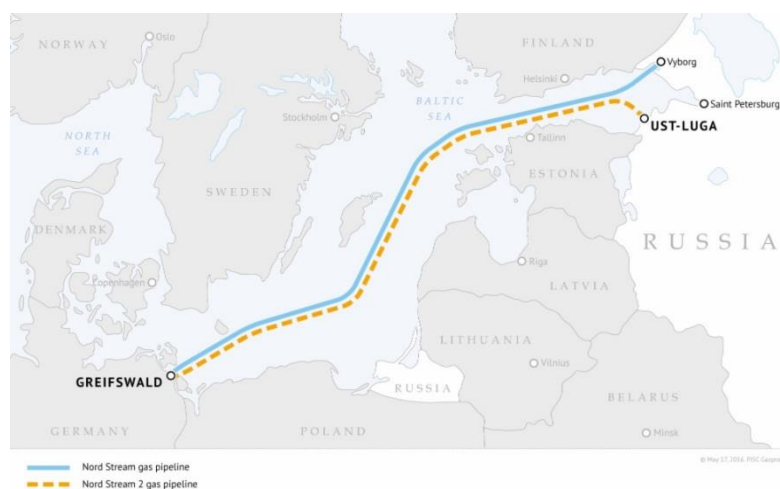 NORWAY
Oslo
FINLAND
Vyborg
Helsinki
Saint Petersburg
BALTIC
SEA
Stockholm
UST-LUGA
NORTH
SEA
Tallinn
ESTONIA
SWEDEN
RUSSIA
DENMARK
Riga
Copenhagen
LATVIA
LITHUANIA
Vilnius
GREIFSWALD
RUSSIA
BELARUS
GERMANY
POLAND
Minsk
Nord Stream gas pipeline
Nord Stream 2 gas pipeline